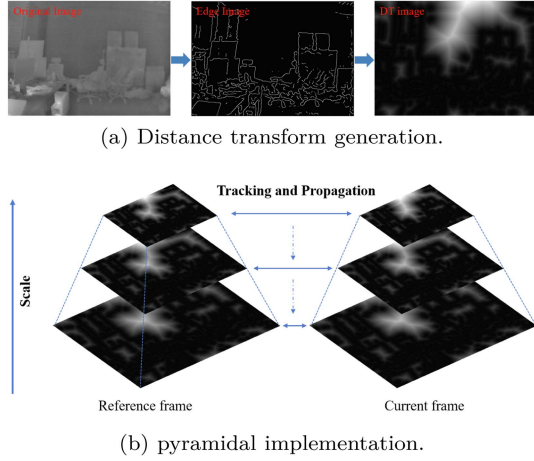 Original image
Edge image
DT image
(a) Distance transform generation.
Tracking and Propagation
Scale
Reference frame
Current frame
(b) pyramidal implementation.